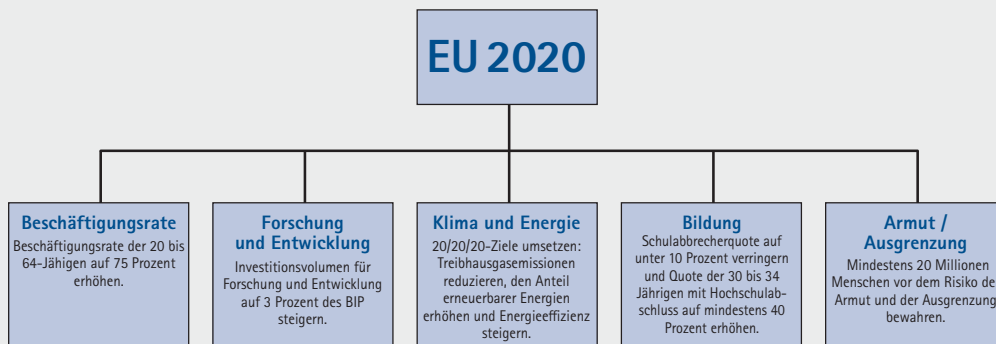 EU 2020
Beschäftigungsrate
Beschäftigungsrate der 20 bis
64-Jähigen auf 75 Prozent
erhöhen.
Forschung
und Entwicklung
Investitionsvolumen für
Forschung und Entwicklung
auf 3 Prozent des BIP
steigern.
Klima und Energie
20/20/20-Ziele umsetzen:
Treibhausgasemissionen
reduzieren, den Anteil
erneuerbarer Energien
erhöhen und Energieeffizienz
steigern.
Bildung
Schulabbrecherquote auf
unter 10 Prozent verringern
und Quote der 30 bis 34
Jährigen mit Hochschulab-
schluss auf mindestens 40
Prozent erhöhen.
Armut /
Ausgrenzung
Mindestens 20 Millionen
Menschen vor dem Risiko de
Armut und der Ausgrenzung
bewahren.